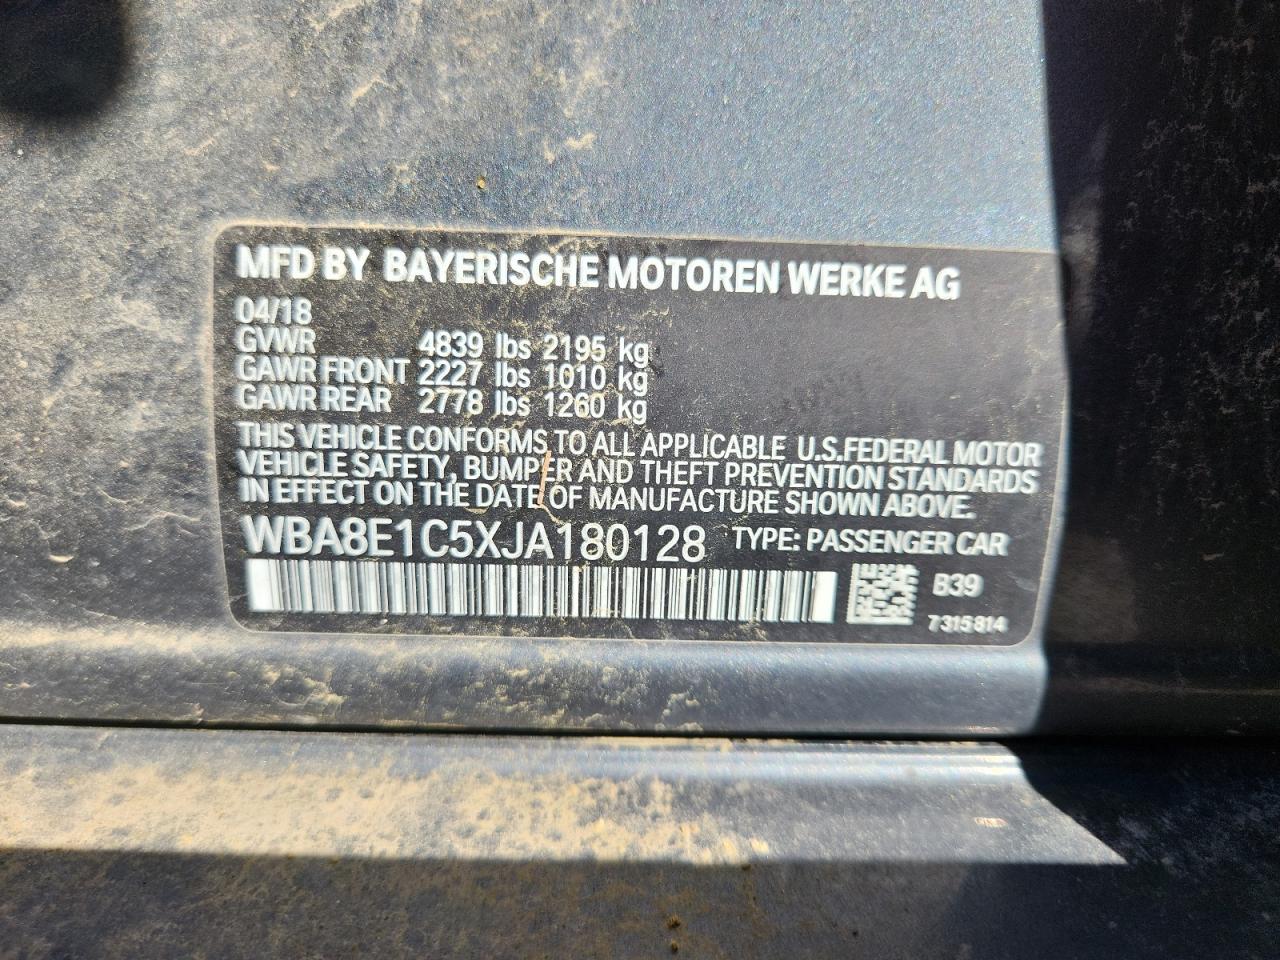 MFD BY BAYERISCHE MOTOREN WERKE AG
04/18
GVWR 4839 lbs 2195 kg
GAWR FRONT 2227 lbs 1010 kg
GAWR REAR 2778 lbs 1260 kg
THIS VEHICLE CONFORMS TO ALL APPLICABLE U.S.FEDERAL MOTOR
VEHICLE SAFETY, BUMPER AND THEFT PREVENTION STANDARDS
IN EFFECT ON THE DATE OF MANUFACTURE SHOWN ABOVE.
WBA8E1C5XJA180128 TYPE: PASSENGER CAR
B39
7315814